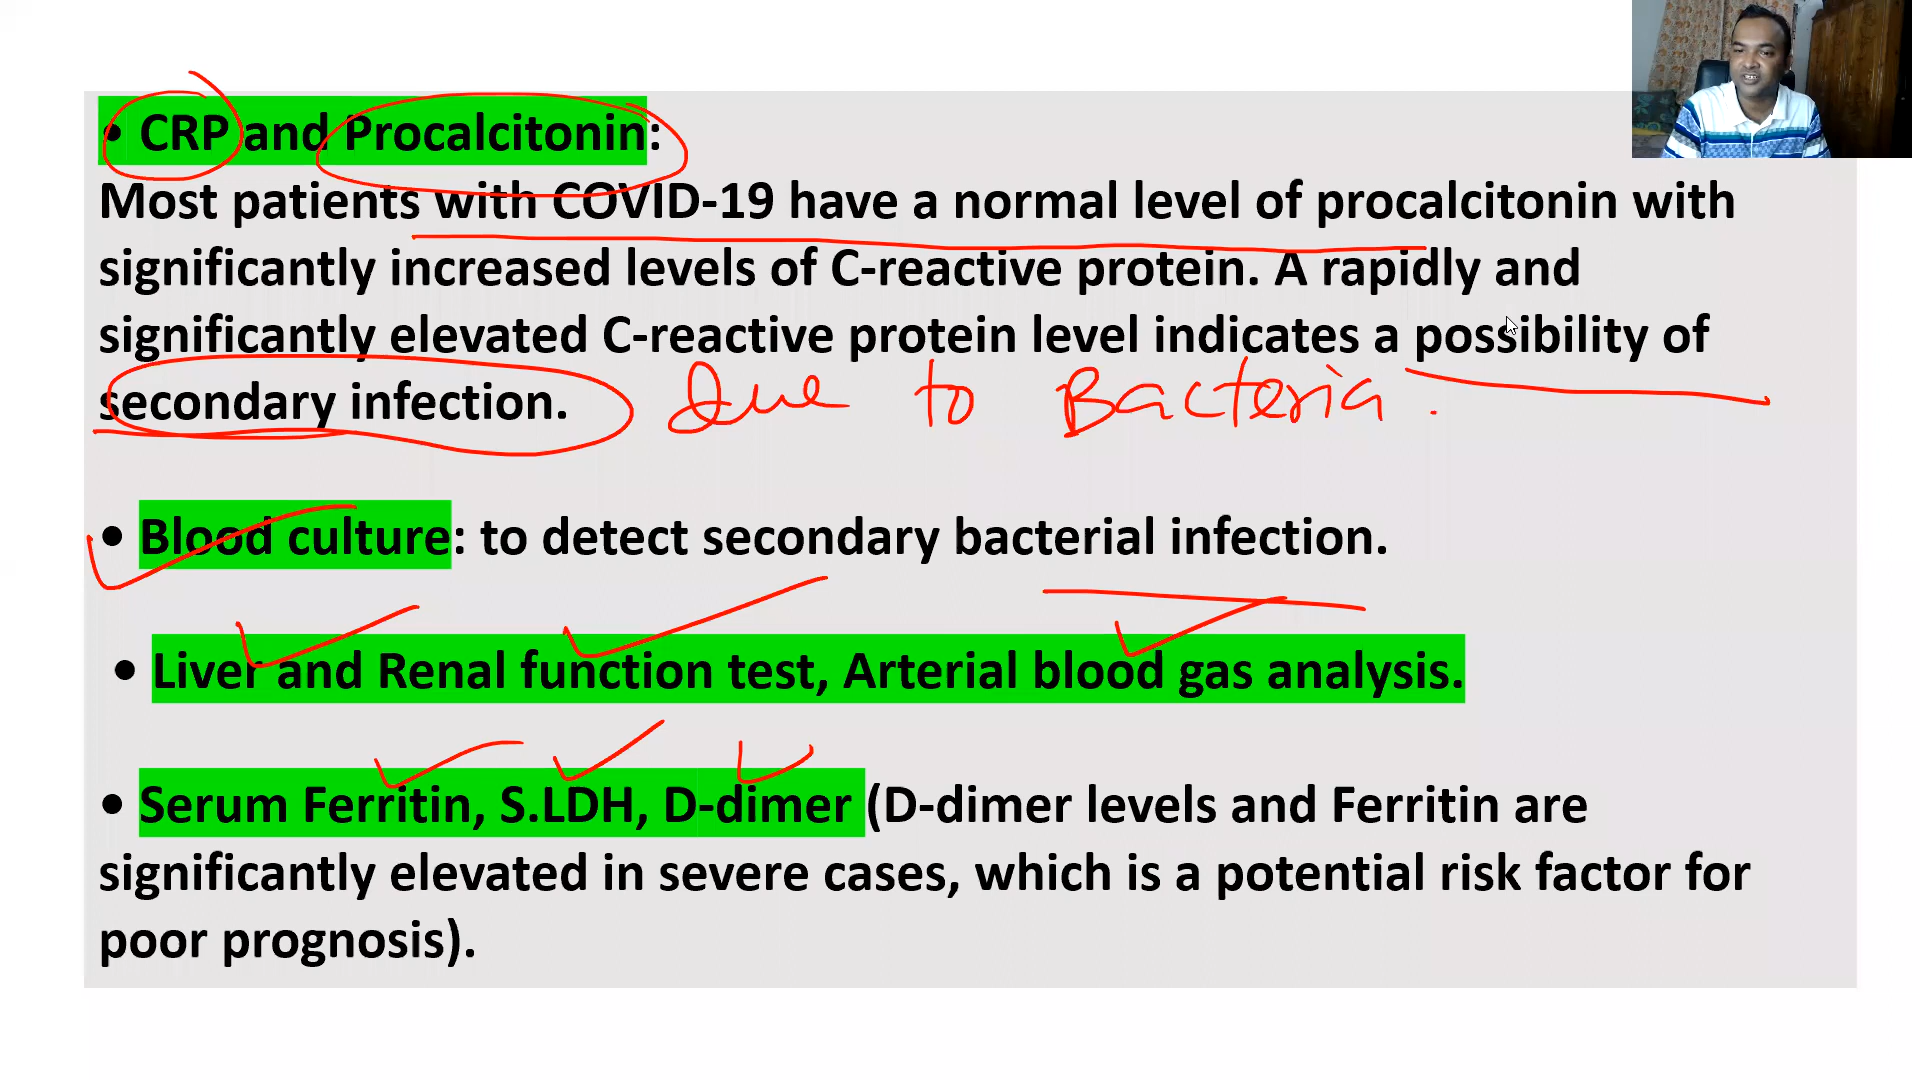 • CRP and Procalcitonin:
Most patients with COVID-19 have a normal level of procalcitonin with
significantly increased levels of C-reactive protein. A rapidly and
significantly elevated C-reactive protein level indicates a possibility of
secondary infection. Due to Bacteria.
• Blood culture: to detect secondary bacterial infection.
• Liver and Renal function test, Arterial blood gas analysis.
• Serum Ferritin, S.LDH, D-dimer (D-dimer levels and Ferritin are
significantly elevated in severe cases, which is a potential risk factor for
poor prognosis).